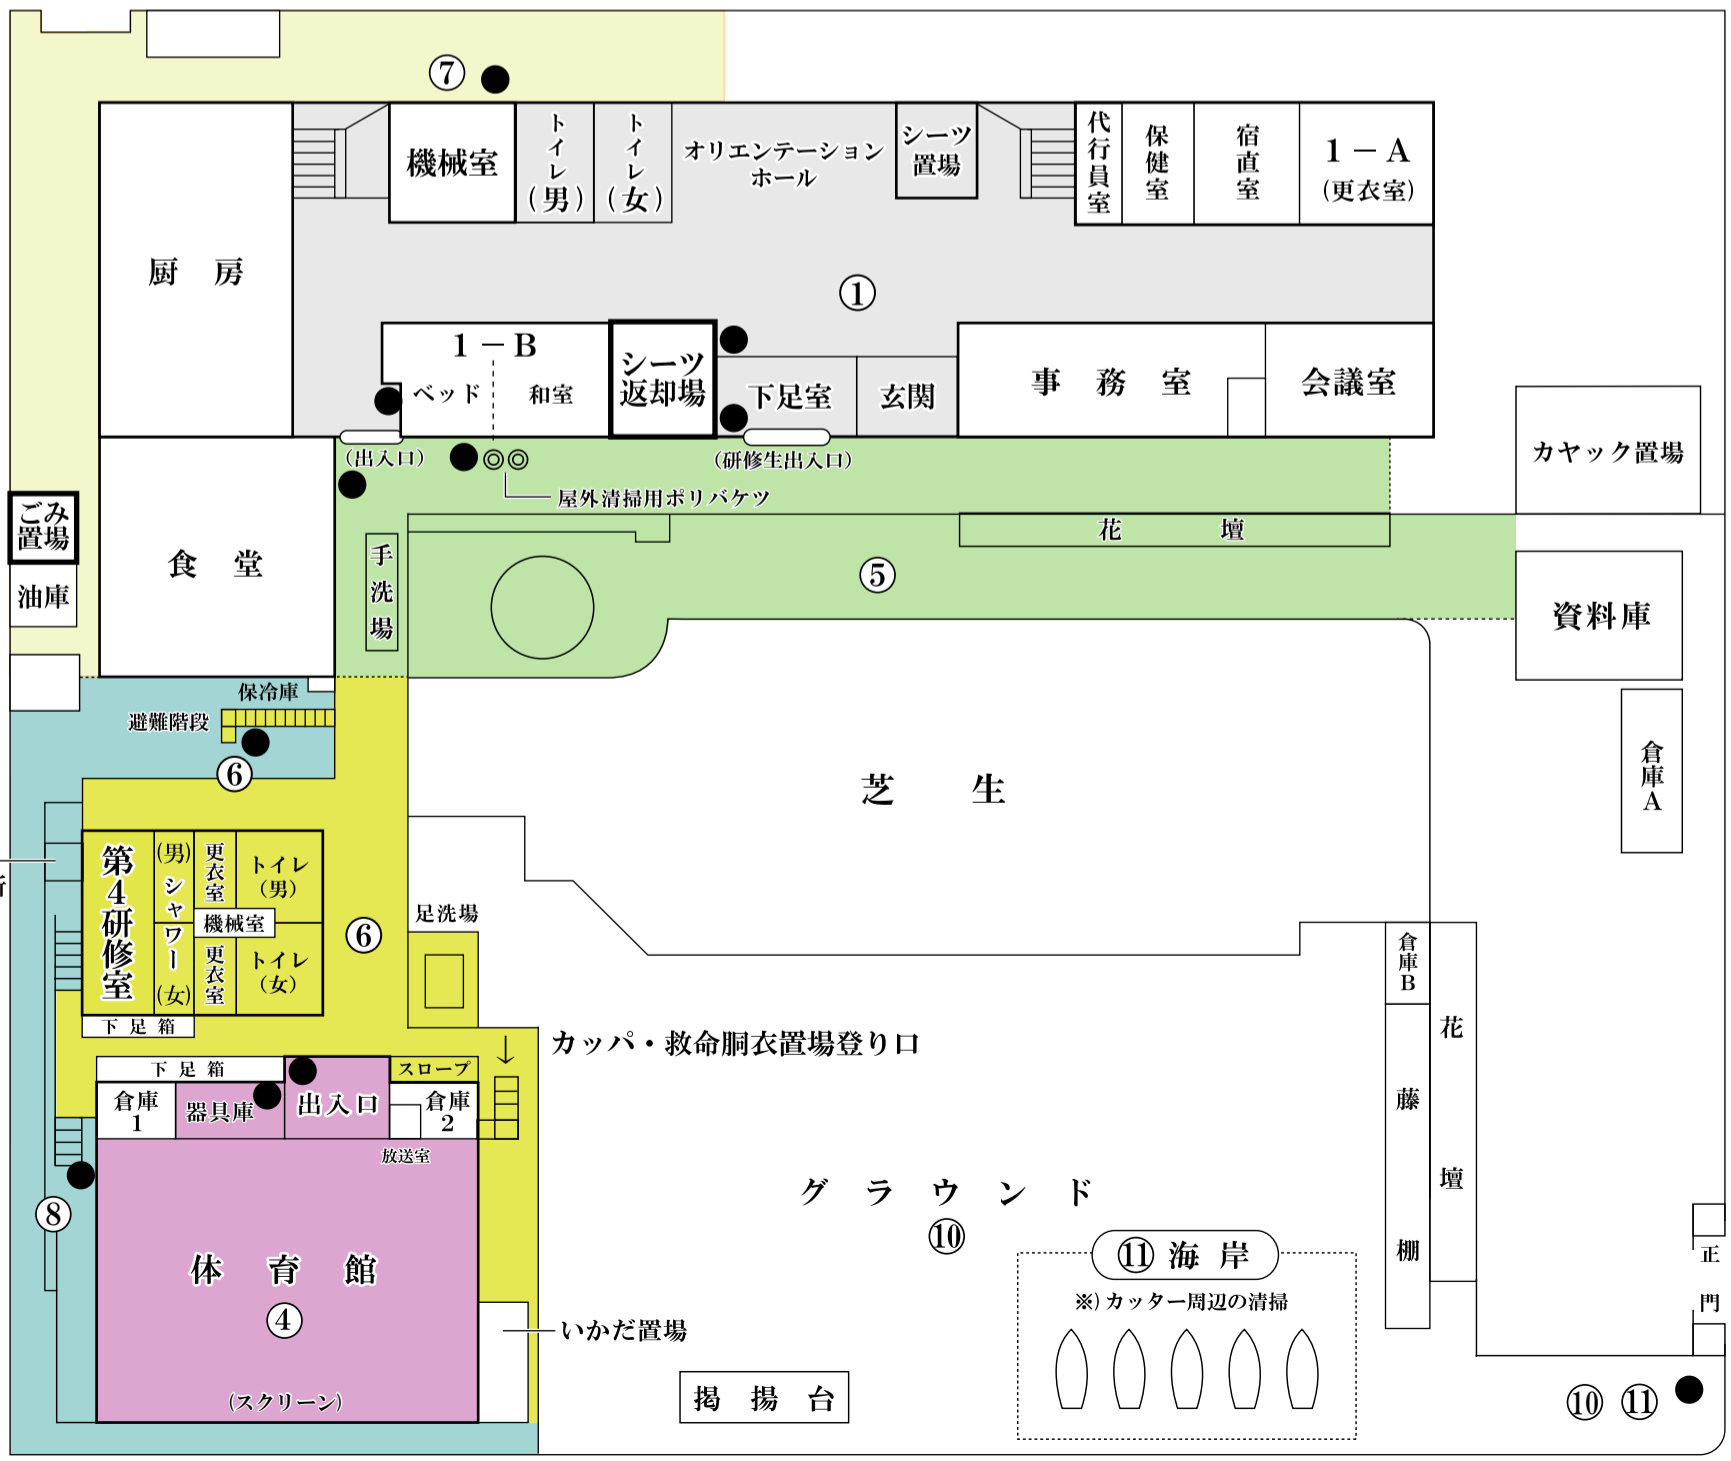 ⑦
厨房
機械室
トイレ
(男)
トイレ
(女)
オリエンテーション
ホール
シーツ
置場
代行員室
保健室
宿直室
1－A
(更衣室)
①
1－B
ベッド
和室
シーツ
返却場
下足室
玄関
事務室
会議室
カヤック置場
(出入口)
(研修生出入口)
屋外清掃用ポリバケツ
ごみ
置場
油庫
食堂
手洗場
花壇
⑤
資料庫
倉庫A
保冷庫
避難階段
⑥
芝生
所
第4研修室
(男)
シャワー
(女)
更衣室
トイレ
(男)
機械室
更衣室
トイレ
(女)
下足箱
⑥
足洗場
倉庫B
花壇
藤棚
カッパ・救命胴衣置場登り口
下足箱
スロープ
倉庫
1
器具庫
出入口
倉庫
2
放送室
⑧
体育館
④
(スクリーン)
いかだ置場
グラウンド
⑩
⑪海岸
※)カッター周辺の清掃
掲揚台
正門
⑩ ⑪